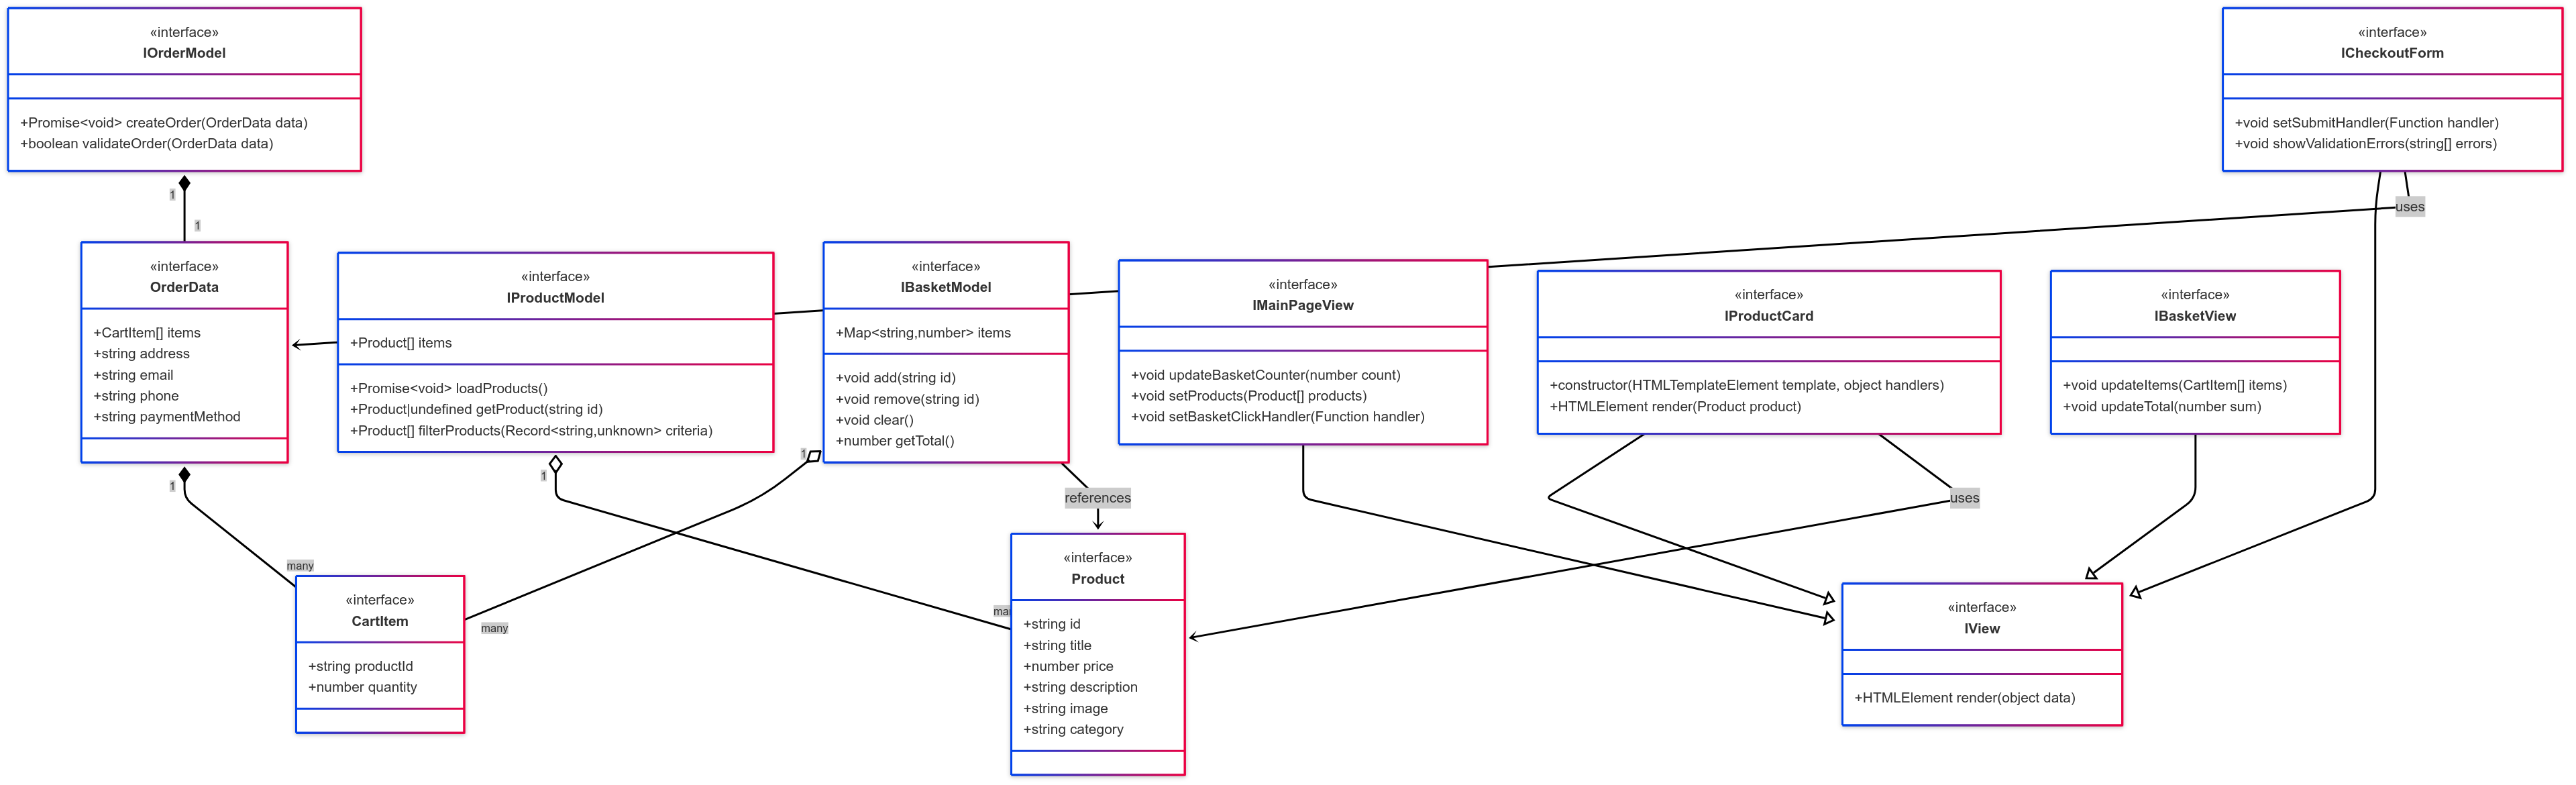 «interface»
IOrderModel
+Promise<void> createOrder(OrderData data)
+boolean validateOrder(OrderData data)
«interface»
ICheckoutForm
+void setSubmitHandler(Function handler)
+void showValidationErrors(string[] errors)
1
1
uses
«interface»
OrderData
+CartItem[] items
+string address
+string email
+string phone
+string paymentMethod
«interface»
IProductModel
+Product[] items
+Promise<void> loadProducts()
+Product|undefined getProduct(string id)
+Product[] filterProducts(Record<string,unknown> criteria)
«interface»
IBasketModel
+Map<string,number> items
+void add(string id)
+void remove(string id)
+void clear()
+number getTotal()
«interface»
IMainPageView
+void updateBasketCounter(number count)
+void setProducts(Product[] products)
+void setBasketClickHandler(Function handler)
«interface»
IProductCard
+constructor(HTMLTemplateElement template, object handlers)
+HTMLElement render(Product product)
«interface»
IBasketView
+void updateItems(CartItem[] items)
+void updateTotal(number sum)
1
1
1
references
uses
many
many
«interface»
CartItem
+string productId
+number quantity
«interface»
Product
+string id
+string title
+number price
+string description
+string image
+string category
«interface»
IView
+HTMLElement render(object data)